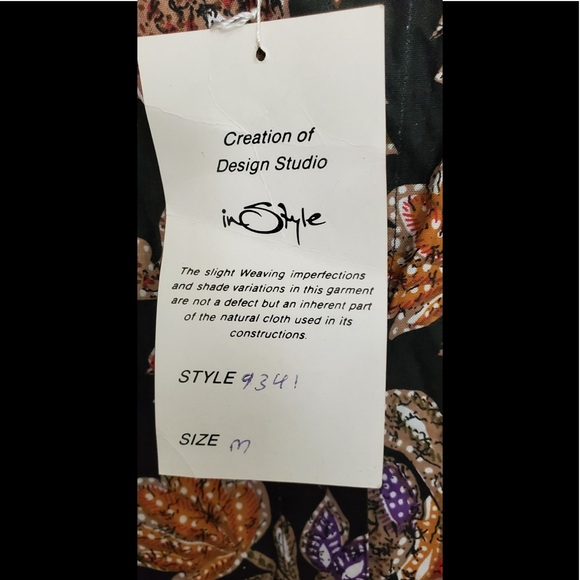 Creation of
Design Studio
inStyle
The slight Weaving imperfections
and shade variations in this garment
are not a defect but an inherent part
of the natural cloth used in its
constructions.
STYLE 9341
SIZE m